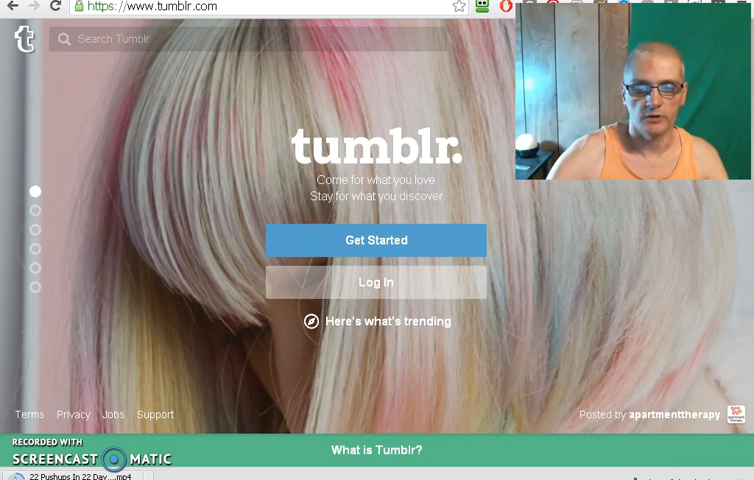 https://www.tumblr.com
t
Search Tumblr
tumblr.
Come for what you love.
Stay for what you discover.
Get Started
Log In
Here's what's trending
Terms Privacy Jobs Support
Posted by apartmenttherapy
RECORDED WITH
SCREENCAST MATIC
What is Tumblr?
22 Pushups In 22 Day....mp4